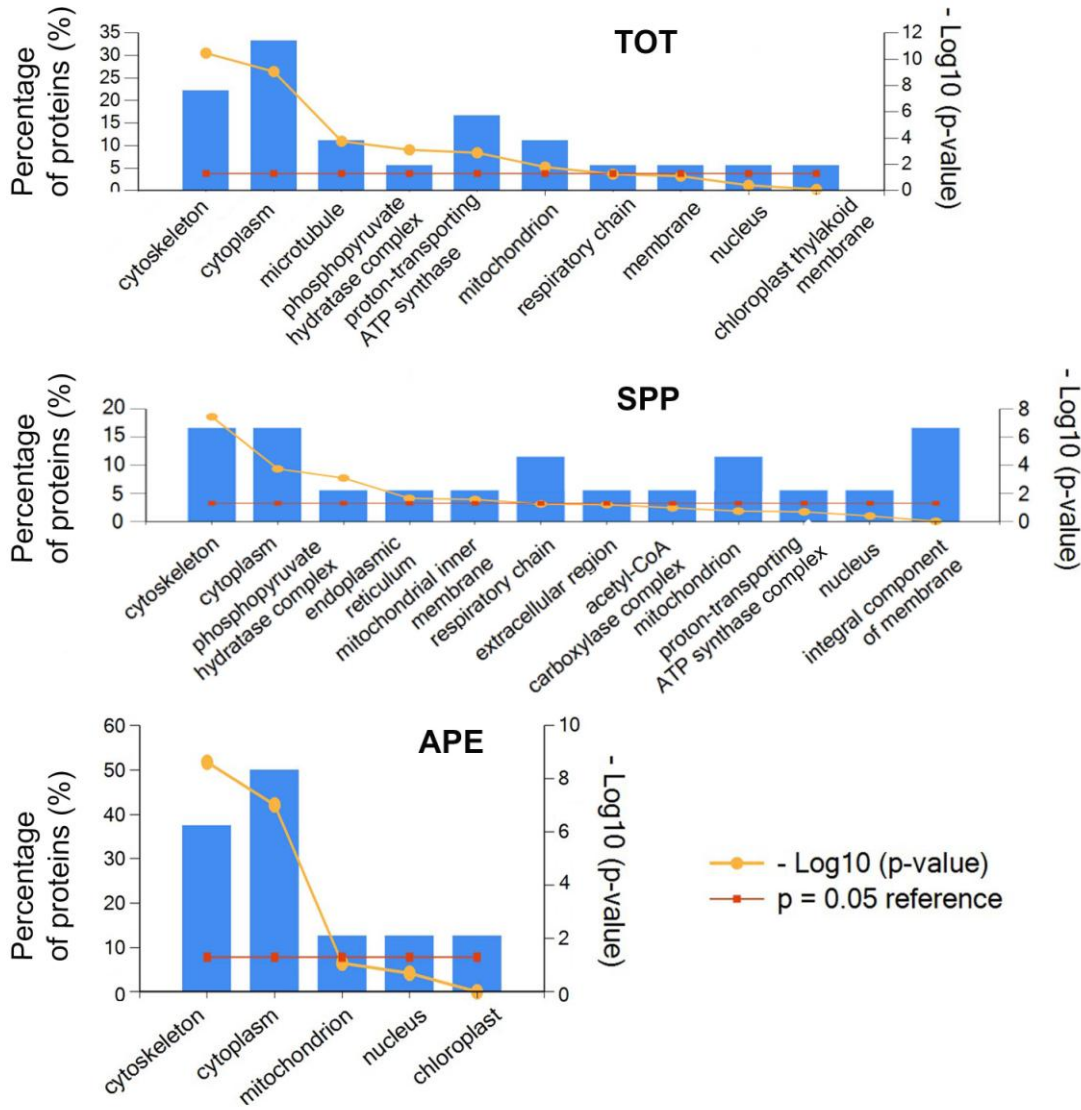 TOT
Percentage
of proteins (%)
35
30
25
20
15
10
5
0
12
10
8
6
4
2
0
- Log10 (p-value)
cytoskeleton
cytoplasm
microtubule
phosphopyruvate
hydratase complex
proton-transporting
ATP synthase
mitochondrion
respiratory chain
membrane
nucleus
chloroplast thylakoid
membrane
SPP
Percentage
of proteins (%)
20
15
10
5
0
8
6
4
2
0
- Log10 (p-value)
cytoskeleton
cytoplasm
phosphopyruvate
hydratase complex
endoplasmic
reticulum
mitochondrial inner
membrane
respiratory chain
extracellular region
acetyl-CoA
carboxylase complex
mitochondrion
proton-transporting
ATP synthase complex
nucleus
integral component
of membrane
APE
Percentage
of proteins (%)
60
50
40
30
20
10
0
10
8
6
4
2
0
- Log10 (p-value)
cytoskeleton
cytoplasm
mitochondrion
nucleus
chloroplast
- Log10 (p-value)
p = 0.05 reference